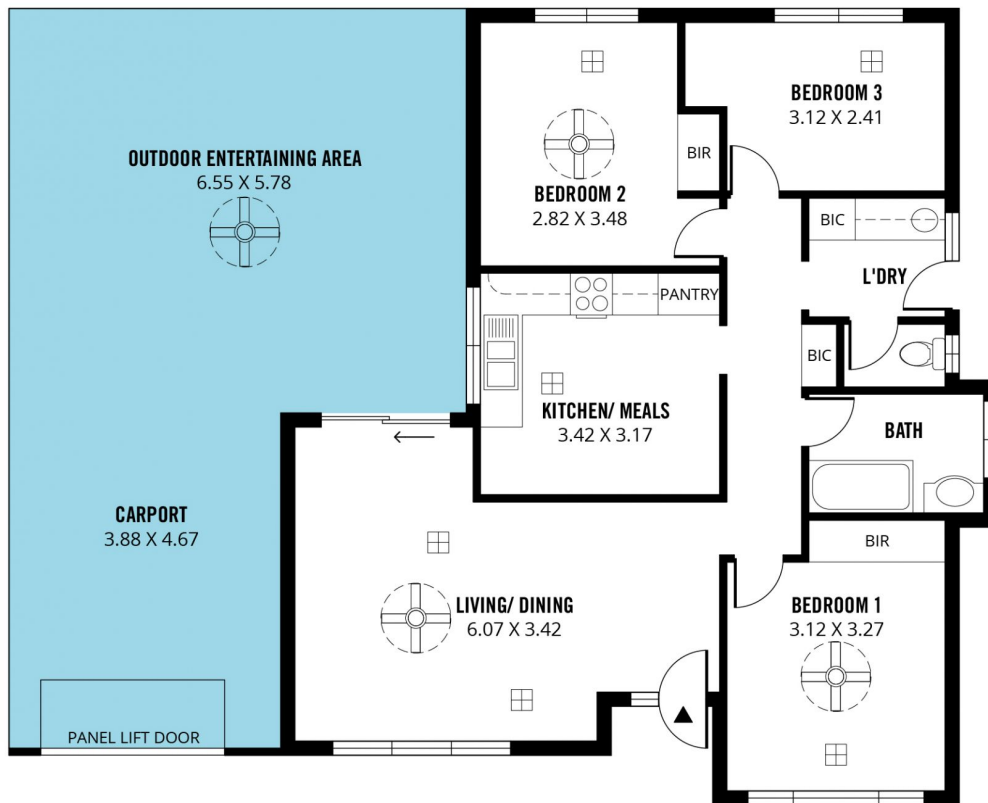 OUTDOOR ENTERTAINING AREA
6.55 X 5.78
BEDROOM 2
2.82 X 3.48
BIR
BEDROOM 3
3.12 X 2.41
BIC
L'DRY
PANTRY
KITCHEN/ MEALS
3.42 X 3.17
BIC
BATH
CARPORT
3.88 X 4.67
LIVING/ DINING
6.07 X 3.42
BIR
BEDROOM 1
3.12 X 3.27
PANEL LIFT DOOR